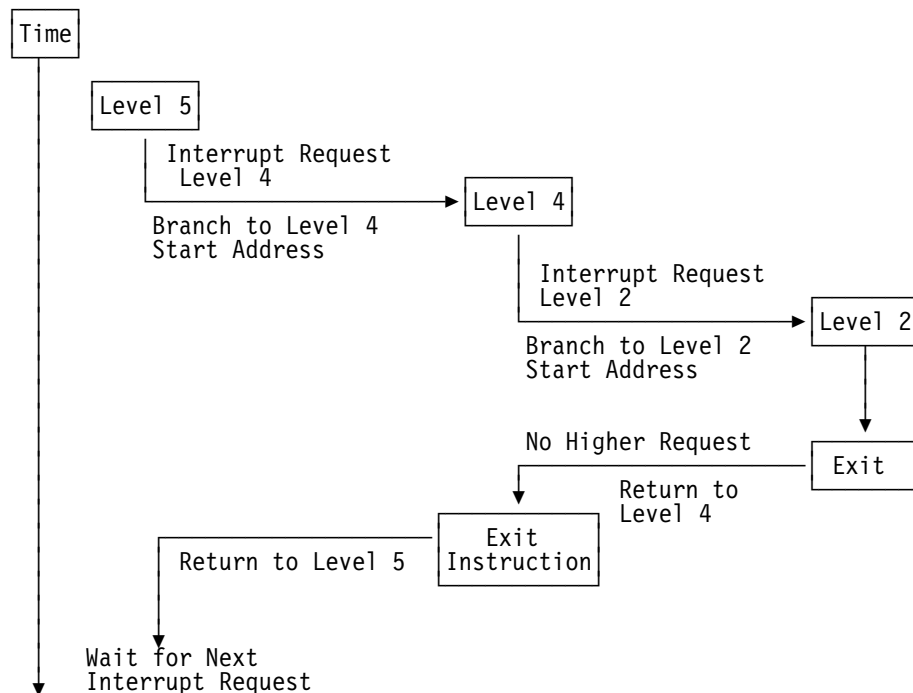 Time
Level 5
Interrupt Request
Level 4
Level 4
Branch to Level 4
Start Address
Interrupt Request
Level 2
Level 2
Branch to Level 2
Start Address
No Higher Request
Exit
Return to
Level 4
Exit
Instruction
Return to Level 5
Wait for Next
Interrupt Request